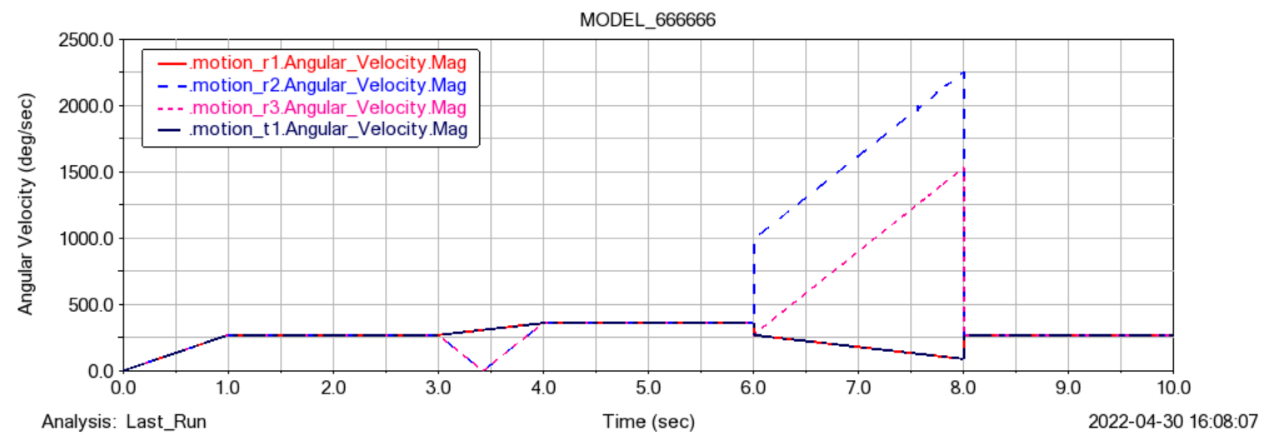 MODEL_666666
2500.0
2000.0
1500.0
1000.0
500.0
0.0
Angular Velocity (deg/sec)
.motion_r1.Angular_Velocity.Mag
.motion_r2.Angular_Velocity.Mag
.motion_r3.Angular_Velocity.Mag
.motion_t1.Angular_Velocity.Mag
0.0 1.0 2.0 3.0 4.0 5.0 6.0 7.0 8.0 9.0 10.0
Analysis: Last_Run Time (sec) 2022-04-30 16:08:07